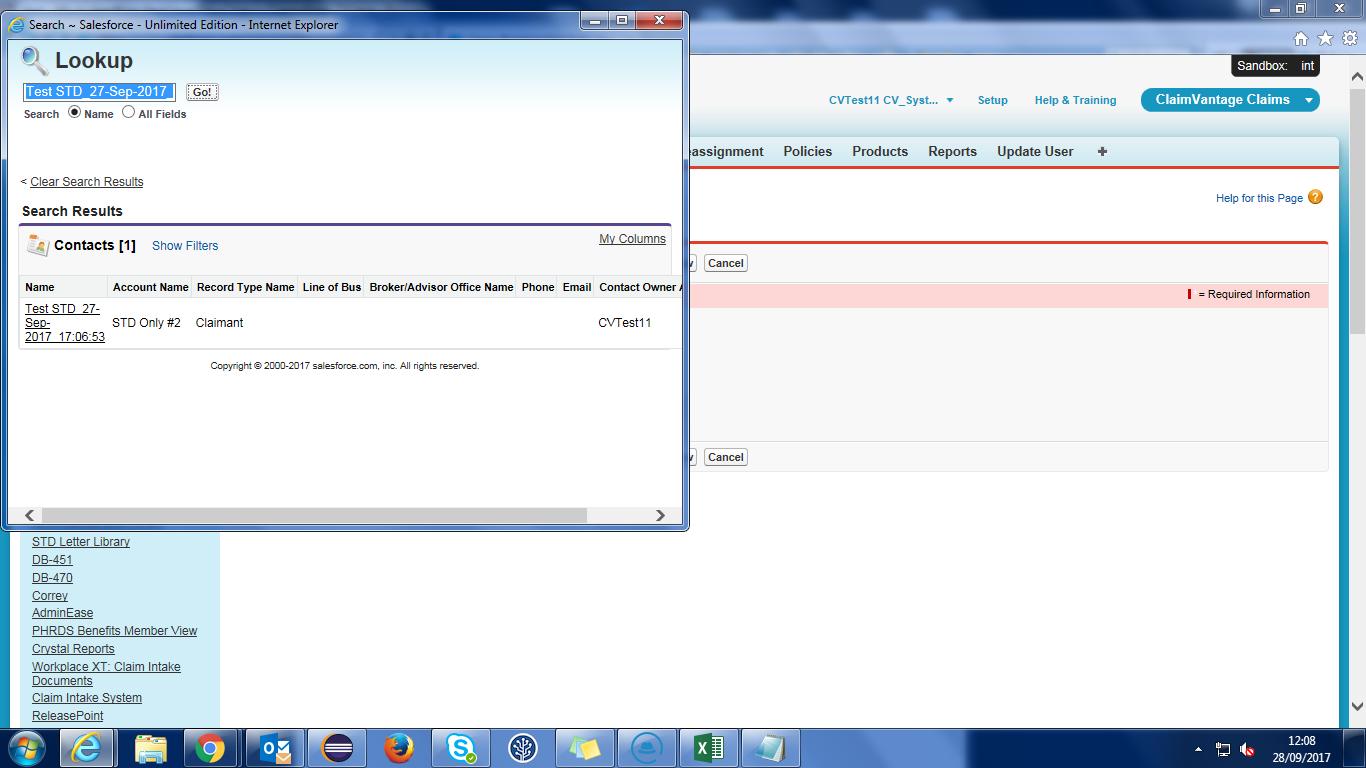 Search ~ Salesforce - Unlimited Edition - Internet Explorer
Lookup
Test STD_27-Sep-2017
Go!
Search Name All Fields
< Clear Search Results
Search Results
Contacts [1] Show Filters My Columns
Name Account Name Record Type Name Line of Bus Broker/Advisor Office Name Phone Email Contact Owner A
Test STD_27-
Sep-
2017_17:06:53
STD Only #2 Claimant CVTest11
Copyright © 2000-2017 salesforce.com, inc. All rights reserved.
Sandbox: int
CVTest11 CV_Syst... Setup Help & Training ClaimVantage Claims
eassignment Policies Products Reports Update User +
Help for this Page ?
Cancel
= Required Information
Cancel
STD Letter Library
DB-451
DB-470
Correy
AdminEase
PHRDS Benefits Member View
Crystal Reports
Workplace XT: Claim Intake
Documents
Claim Intake System
ReleasePoint
12:08
28/09/2017